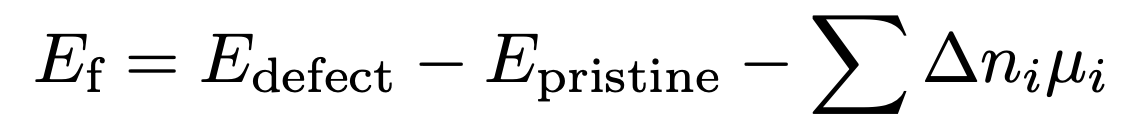 E_f = E_defect − E_pristine − ∑ Δn_i μ_i